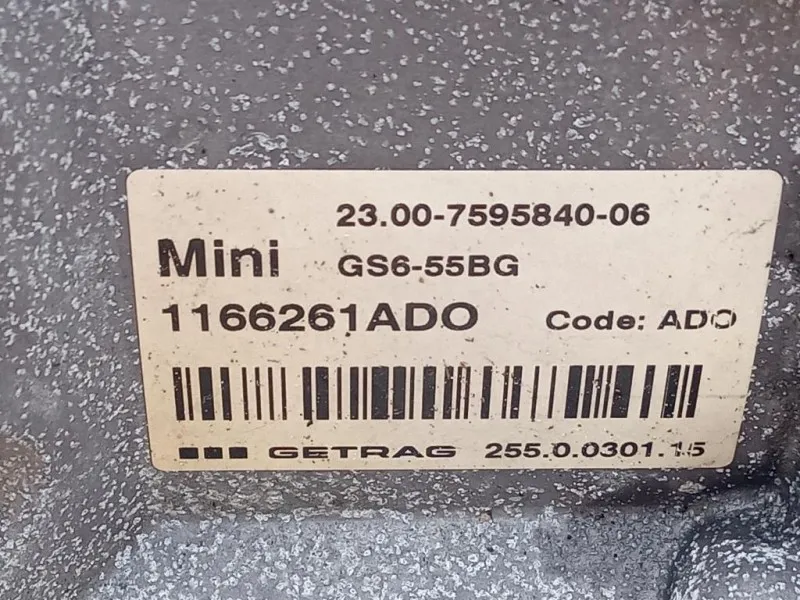 23.00-7595840-06
Mini GS6-55BG
1166261ADO Code: ADO
GETRAG 255.0.0301.15